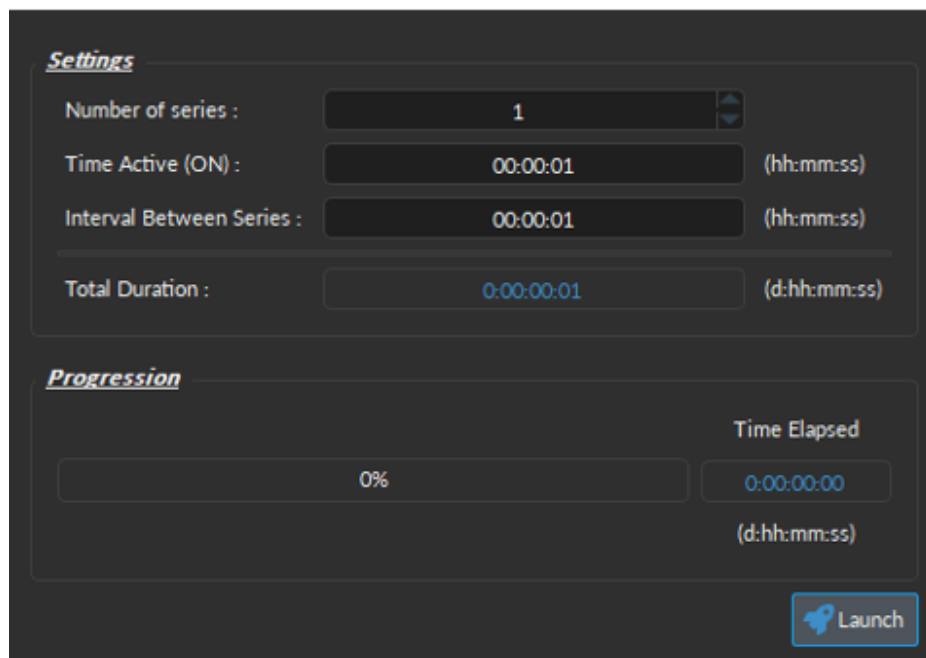 Settings
Number of series : 1
Time Active (ON) : 00:00:01 (hh:mm:ss)
Interval Between Series : 00:00:01 (hh:mm:ss)
Total Duration : 0:00:00:01 (d:hh:mm:ss)
Progression
Time Elapsed
0% 0:00:00:00
(d:hh:mm:ss)
Launch